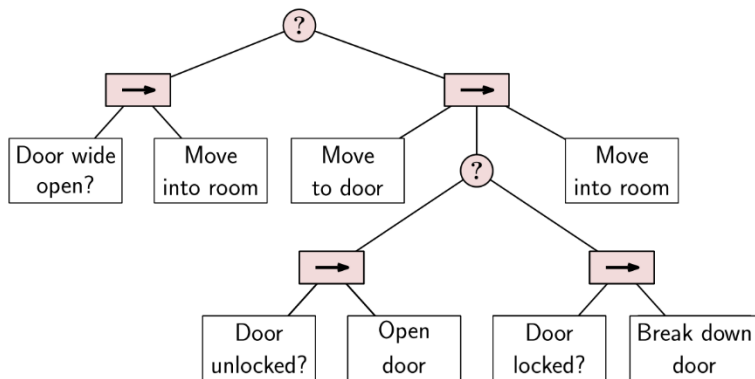 ?
Door wide
open?
Move
into room
Move
to door
?
Move
into room
Door
unlocked?
Open
door
Door
locked?
Break down
door